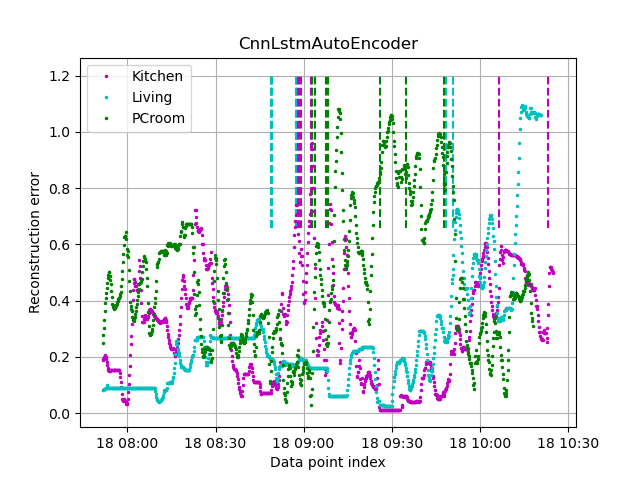 CnnLstmAutoEncoder
Kitchen
Living
PCroom
1.2
1.0
0.8
0.6
0.4
0.2
0.0
Reconstruction error
18 08:00 18 08:30 18 09:00 18 09:30 18 10:00 18 10:30
Data point index